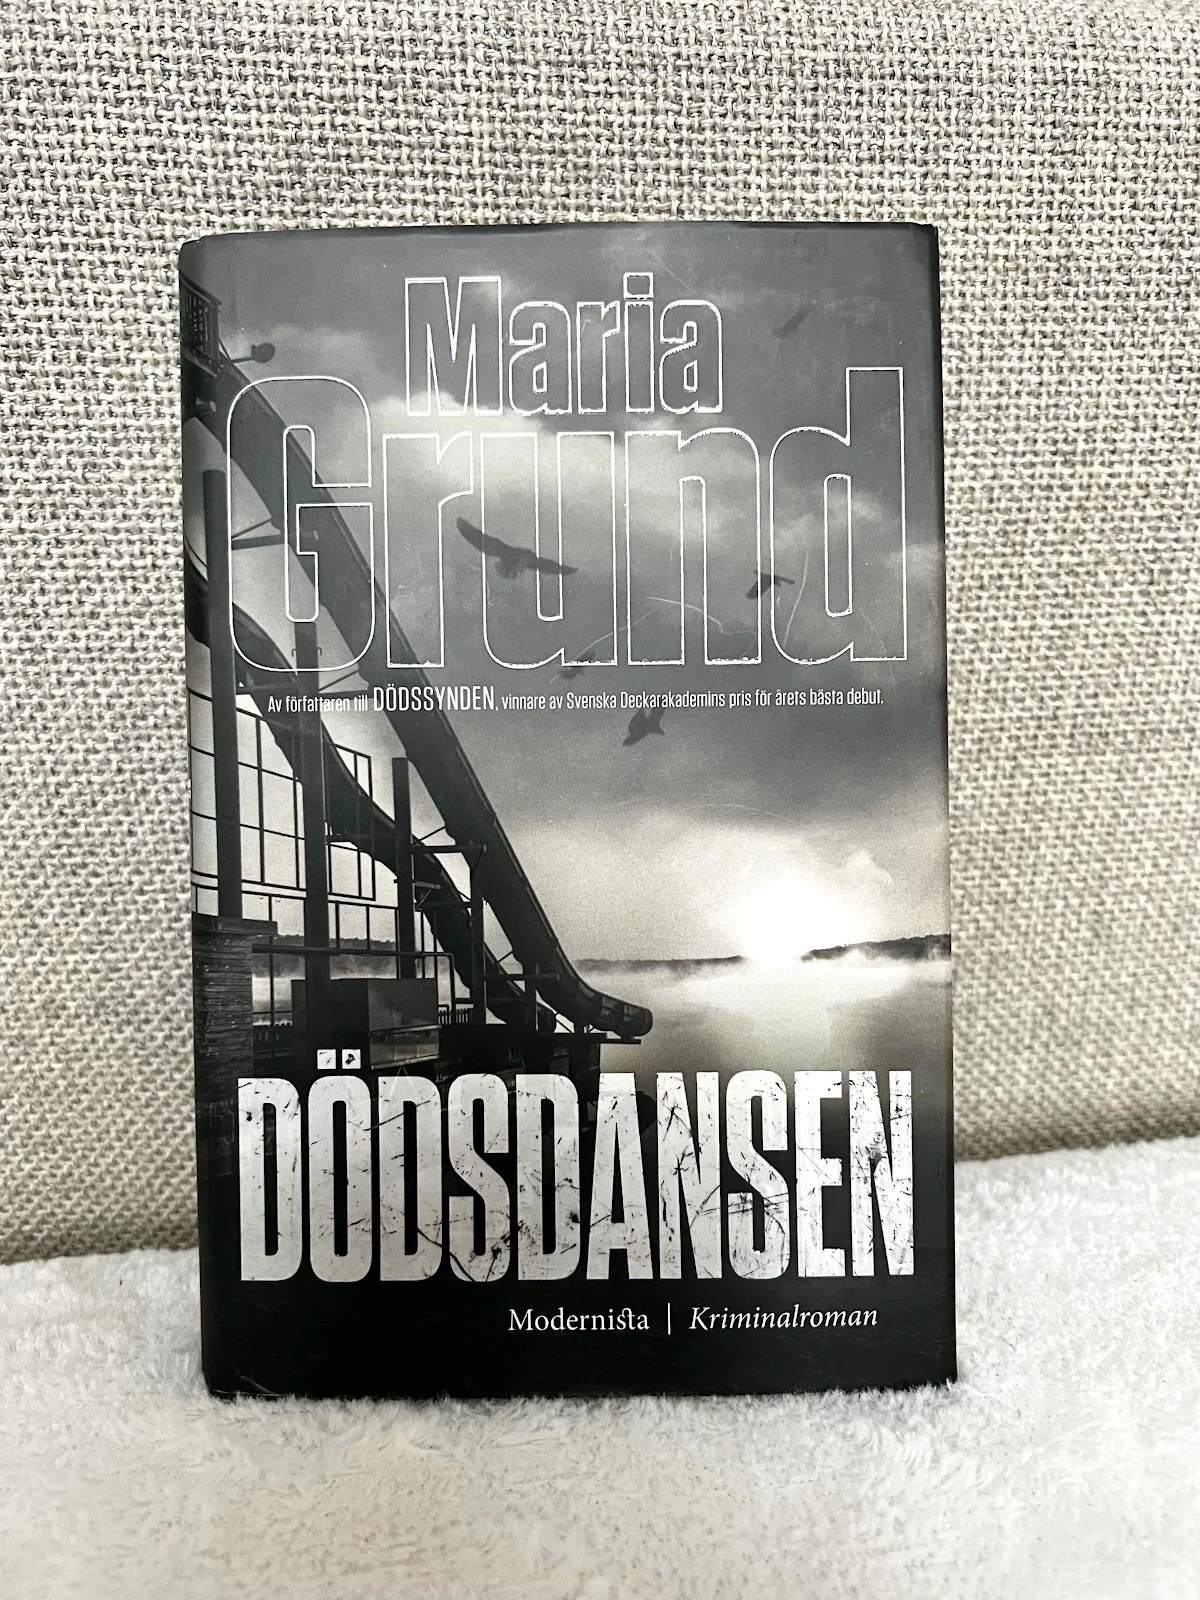 Maria
Grund
Av författaren till DÖDSSYNDEN, vinnare av Svenska Deckarakademins pris för årets bästa debut.
DÖDSDANSEN
Modernista | Kriminalroman